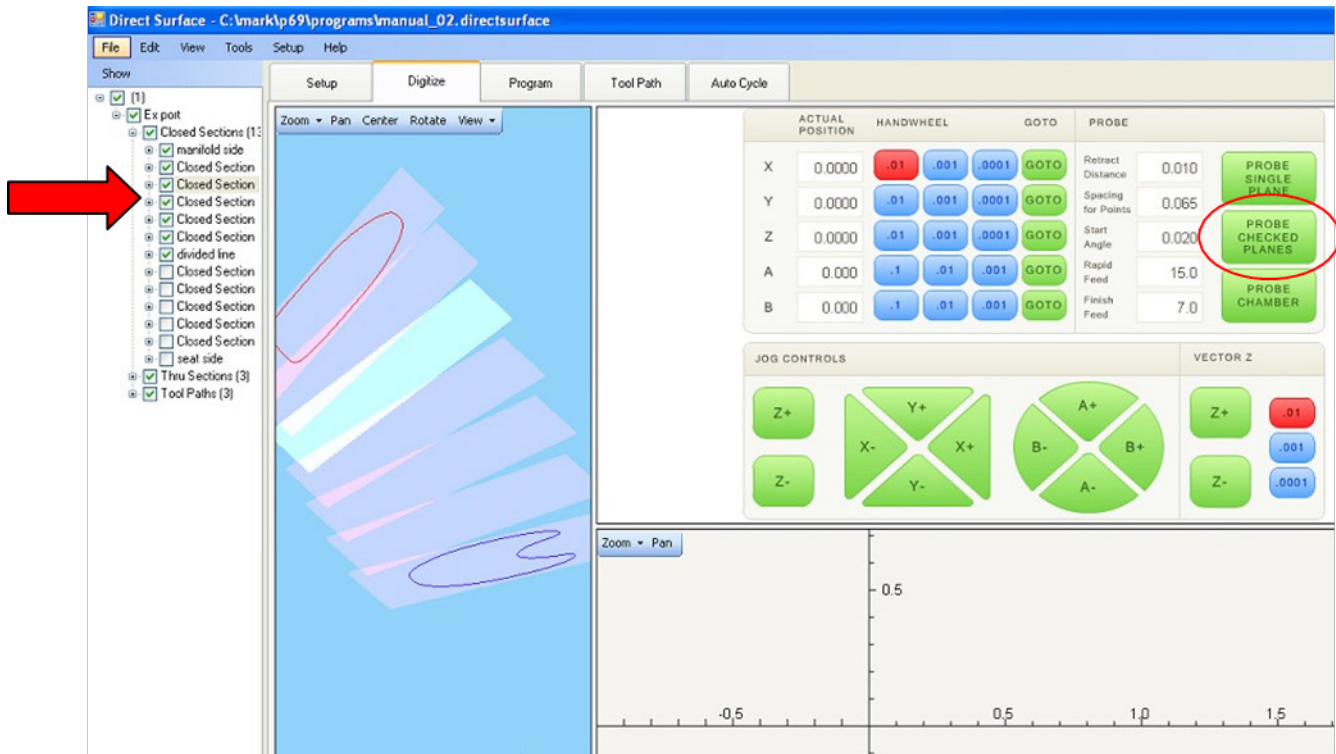 Direct Surface - C:\mark\p69\programs\manual_02.directsurface
File Edit View Tools Setup Help
Show
(1)
Export
Closed Sections (13
manifold side
Closed Section
Closed Section
Closed Section
Closed Section
Closed Section
divided line
Closed Section
Closed Section
Closed Section
Closed Section
Closed Section
seat side
Thru Sections (3)
Tool Paths (3)
Setup Digitize Program Tool Path Auto Cycle
Zoom Pan Center Rotate View
ACTUAL POSITION HANDWHEEL GOTO PROBE
X 0.0000 .01 .001 .0001 GOTO
Y 0.0000 .01 .001 .0001 GOTO
Z 0.0000 .01 .001 .0001 GOTO
A 0.000 .1 .01 .001 GOTO
B 0.000 .1 .01 .001 GOTO
Retract Distance 0.010
Spacing for Points 0.065
Start Angle 0.020
Rapid Feed 15.0
Finish Feed 7.0
PROBE
SINGLE
PLANE
PROBE
CHECKED
PLANES
PROBE
CHAMBER
JOG CONTROLS
Z+
Z-
Y+
X- X+
Y-
A+
B- B+
A-
VECTOR Z
Z+ .01
.001
Z- .0001
Zoom Pan
0.5
-0.5 0.5 1.0 1.5